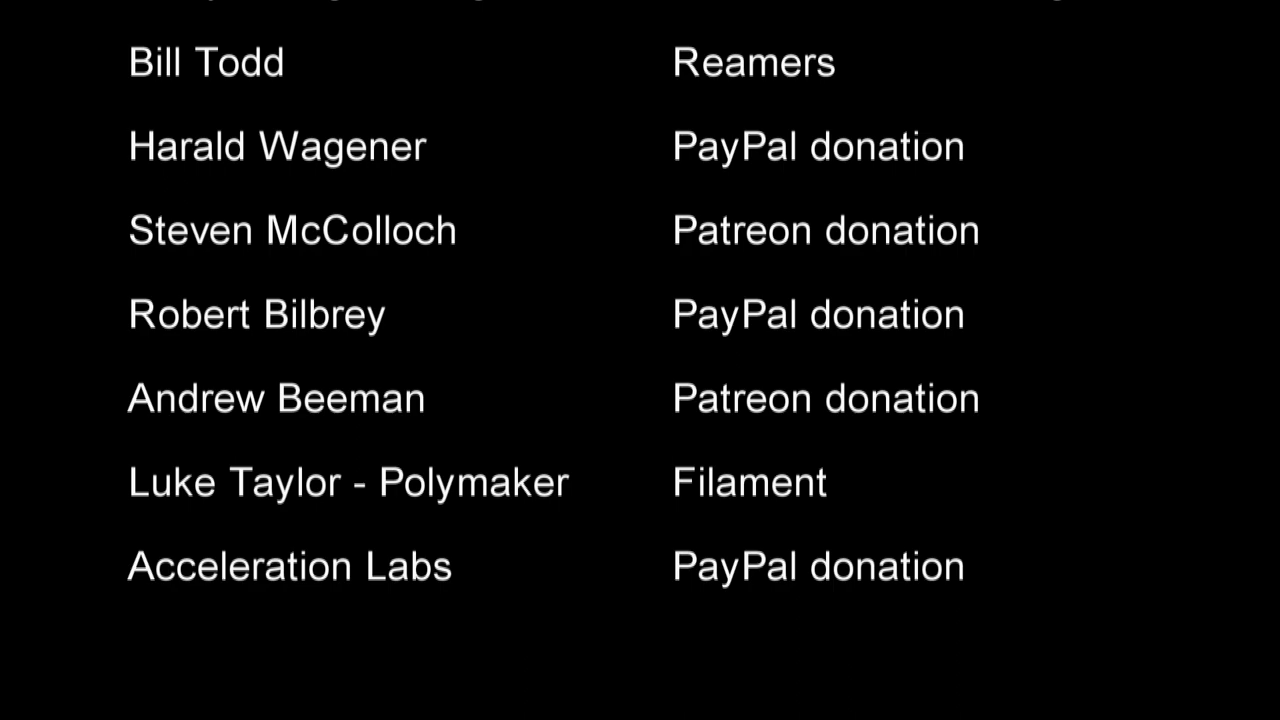 Bill Todd Reamers
Harald Wagener PayPal donation
Steven McColloch Patreon donation
Robert Bilbrey PayPal donation
Andrew Beeman Patreon donation
Luke Taylor - Polymaker Filament
Acceleration Labs PayPal donation